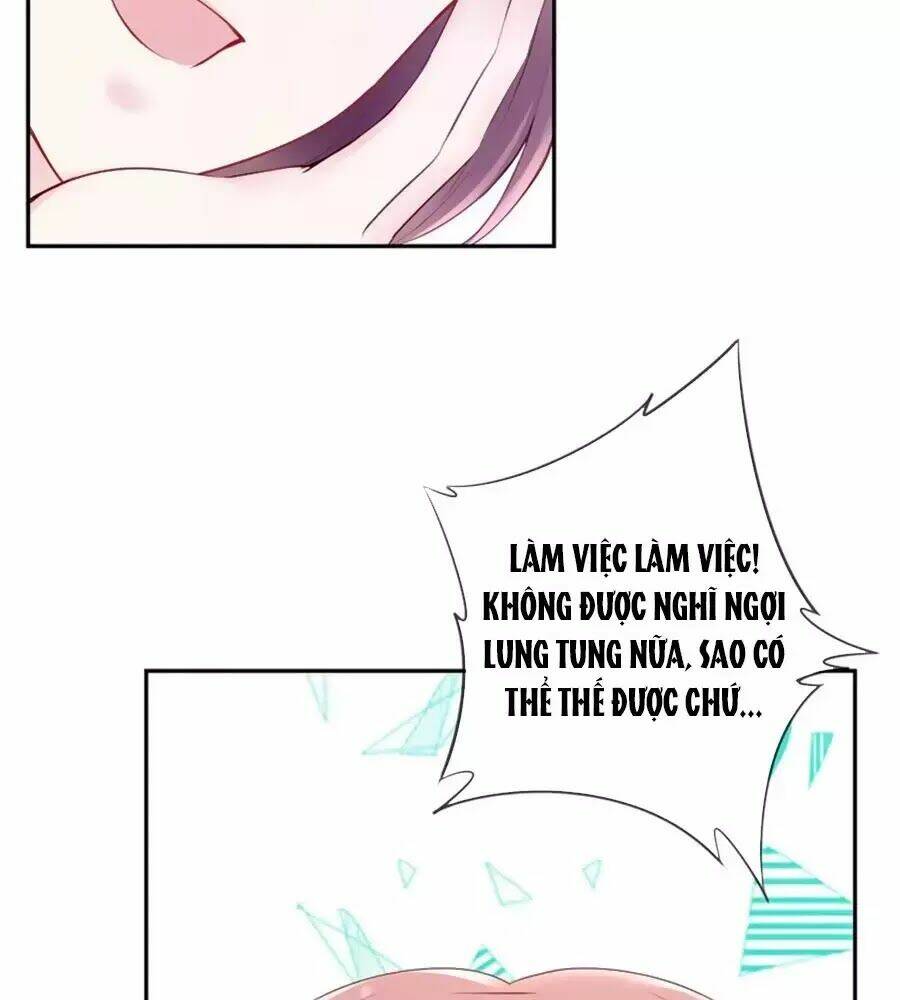 LÀM VIỆC LÀM VIỆC!
KHÔNG ĐƯỢC NGHĨ NGỢI
LUNG TUNG NỮA, SAO CÓ
THỂ THẾ ĐƯỢC CHỨ...